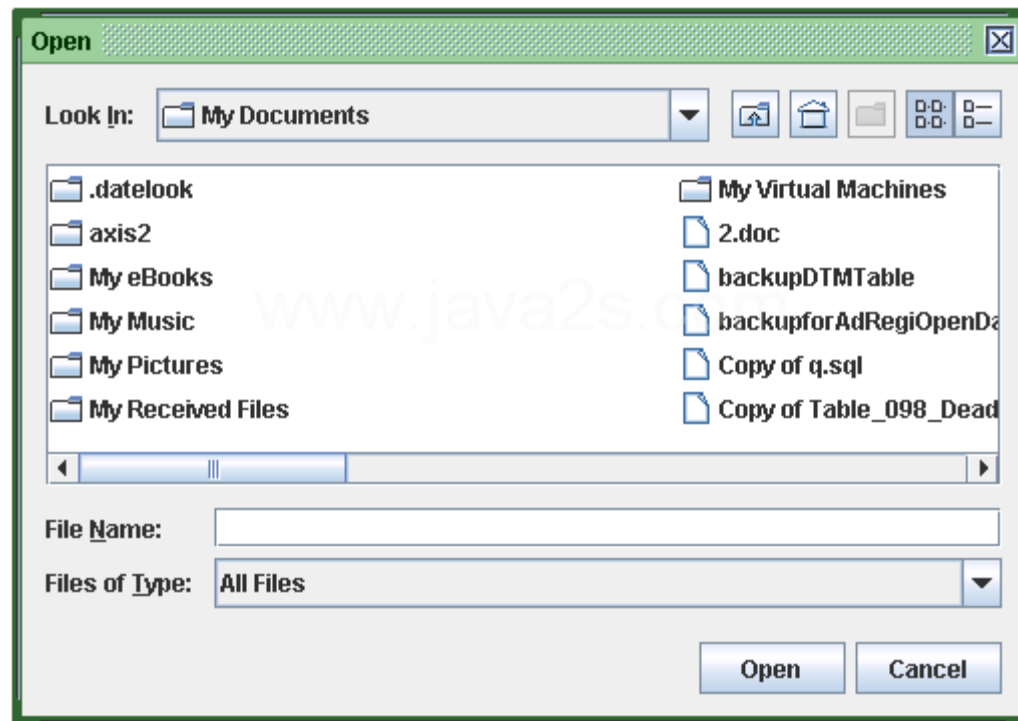 Open
Look In: My Documents
.datelook
axis2
My eBooks
My Music
My Pictures
My Received Files
My Virtual Machines
2.doc
backupDTMTable
backupforAdRegiOpenDa
Copy of q.sql
Copy of Table_098_Dead
www.java2s.com
File Name:
Files of Type: All Files
Open Cancel